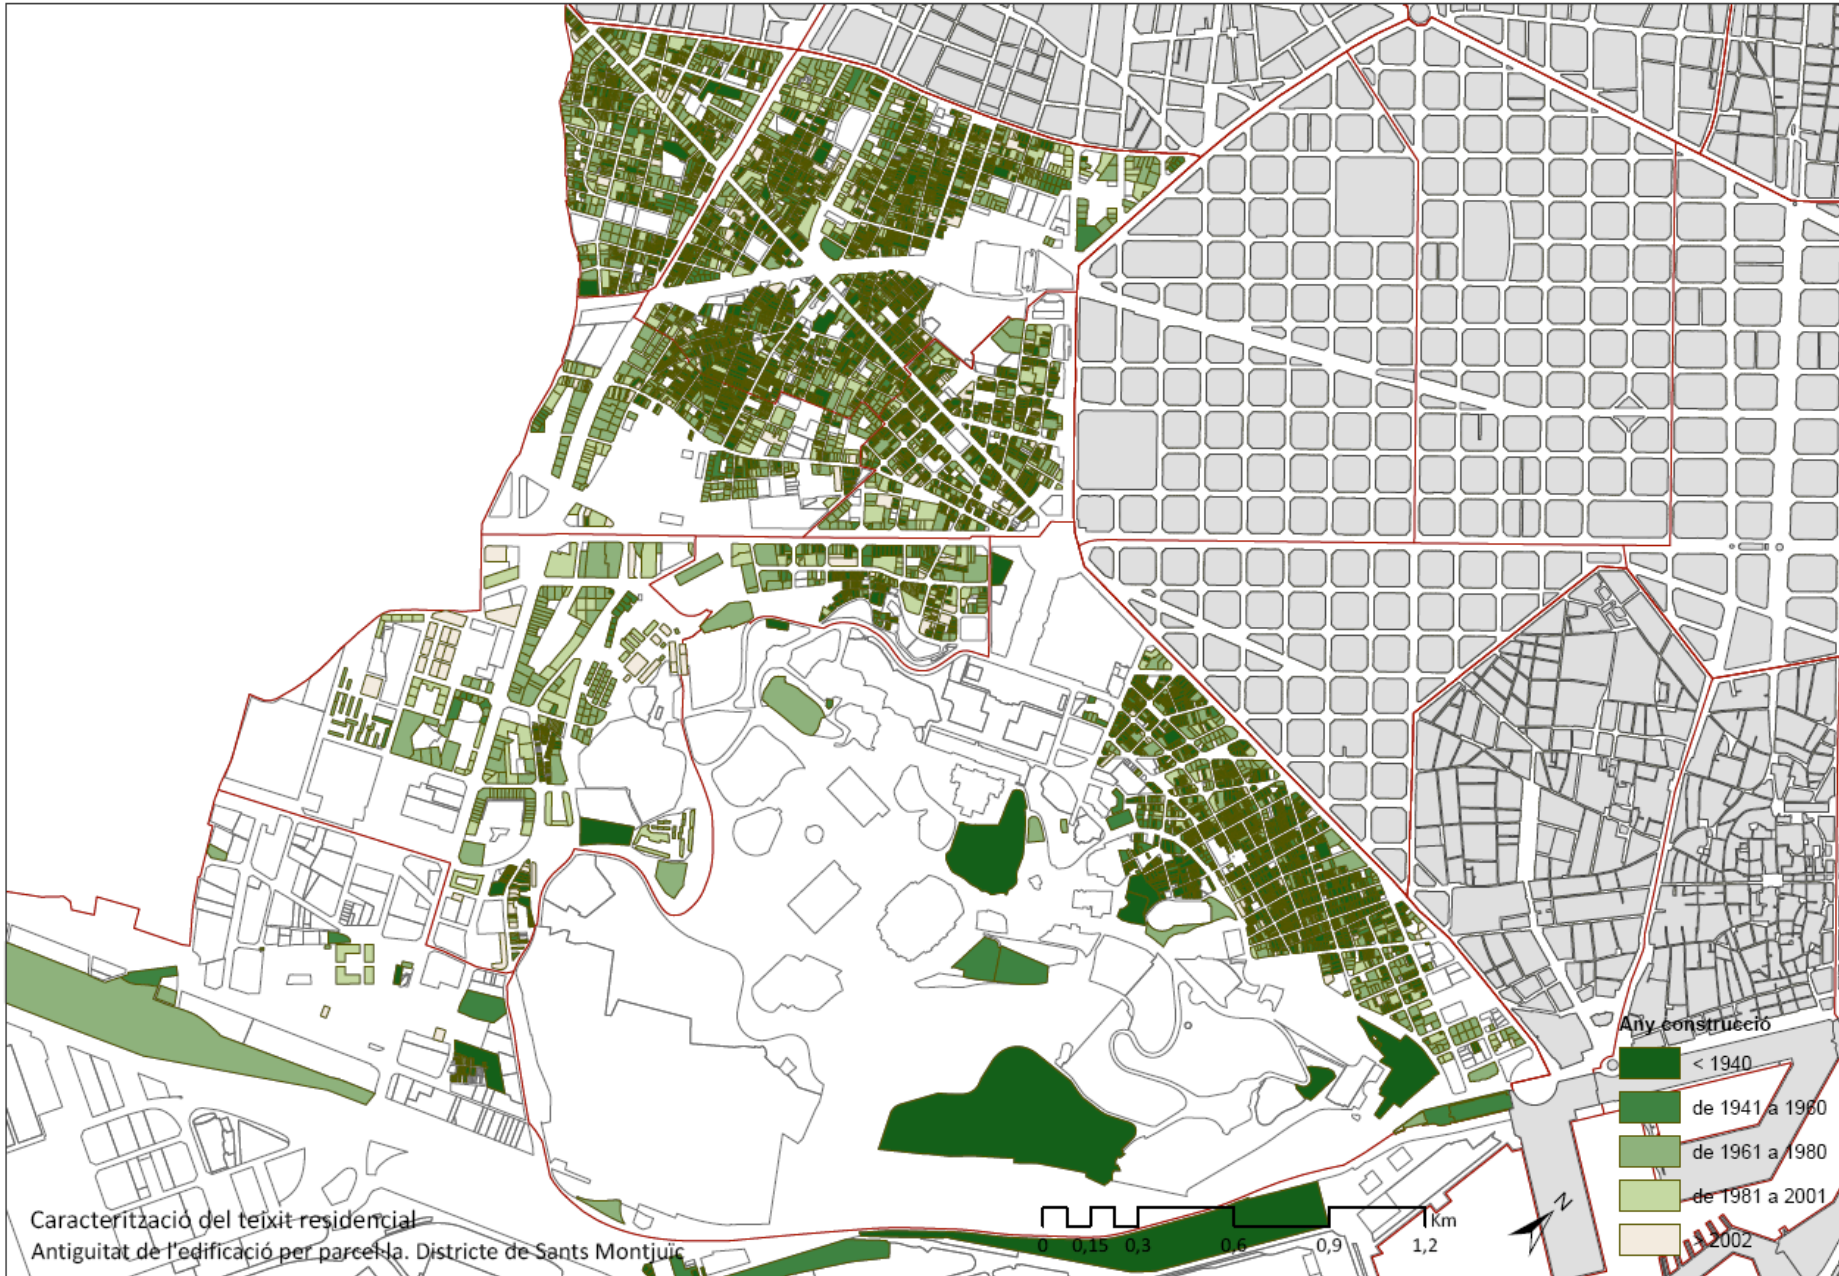 Any construcció
< 1940
de 1941 a 1960
de 1961 a 1980
de 1981 a 2001
> 2002
N
Km
0 0,15 0,3 0,6 0,9 1,2
Caracterització del teixit residencial
Antiguitat de l'edificació per parcel·la. Districte de Sants Montjuïc